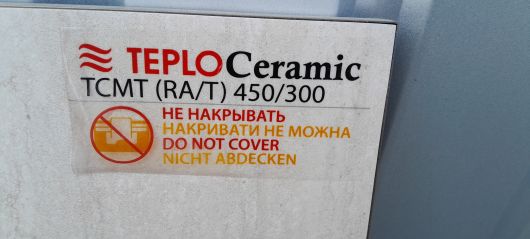 TEPLOCeramic
TCMT (RA/T) 450/300
НЕ НАКРЫВАТЬ
НАКРИВАТИ НЕ МОЖНА
DO NOT COVER
NICHT ABDECKEN